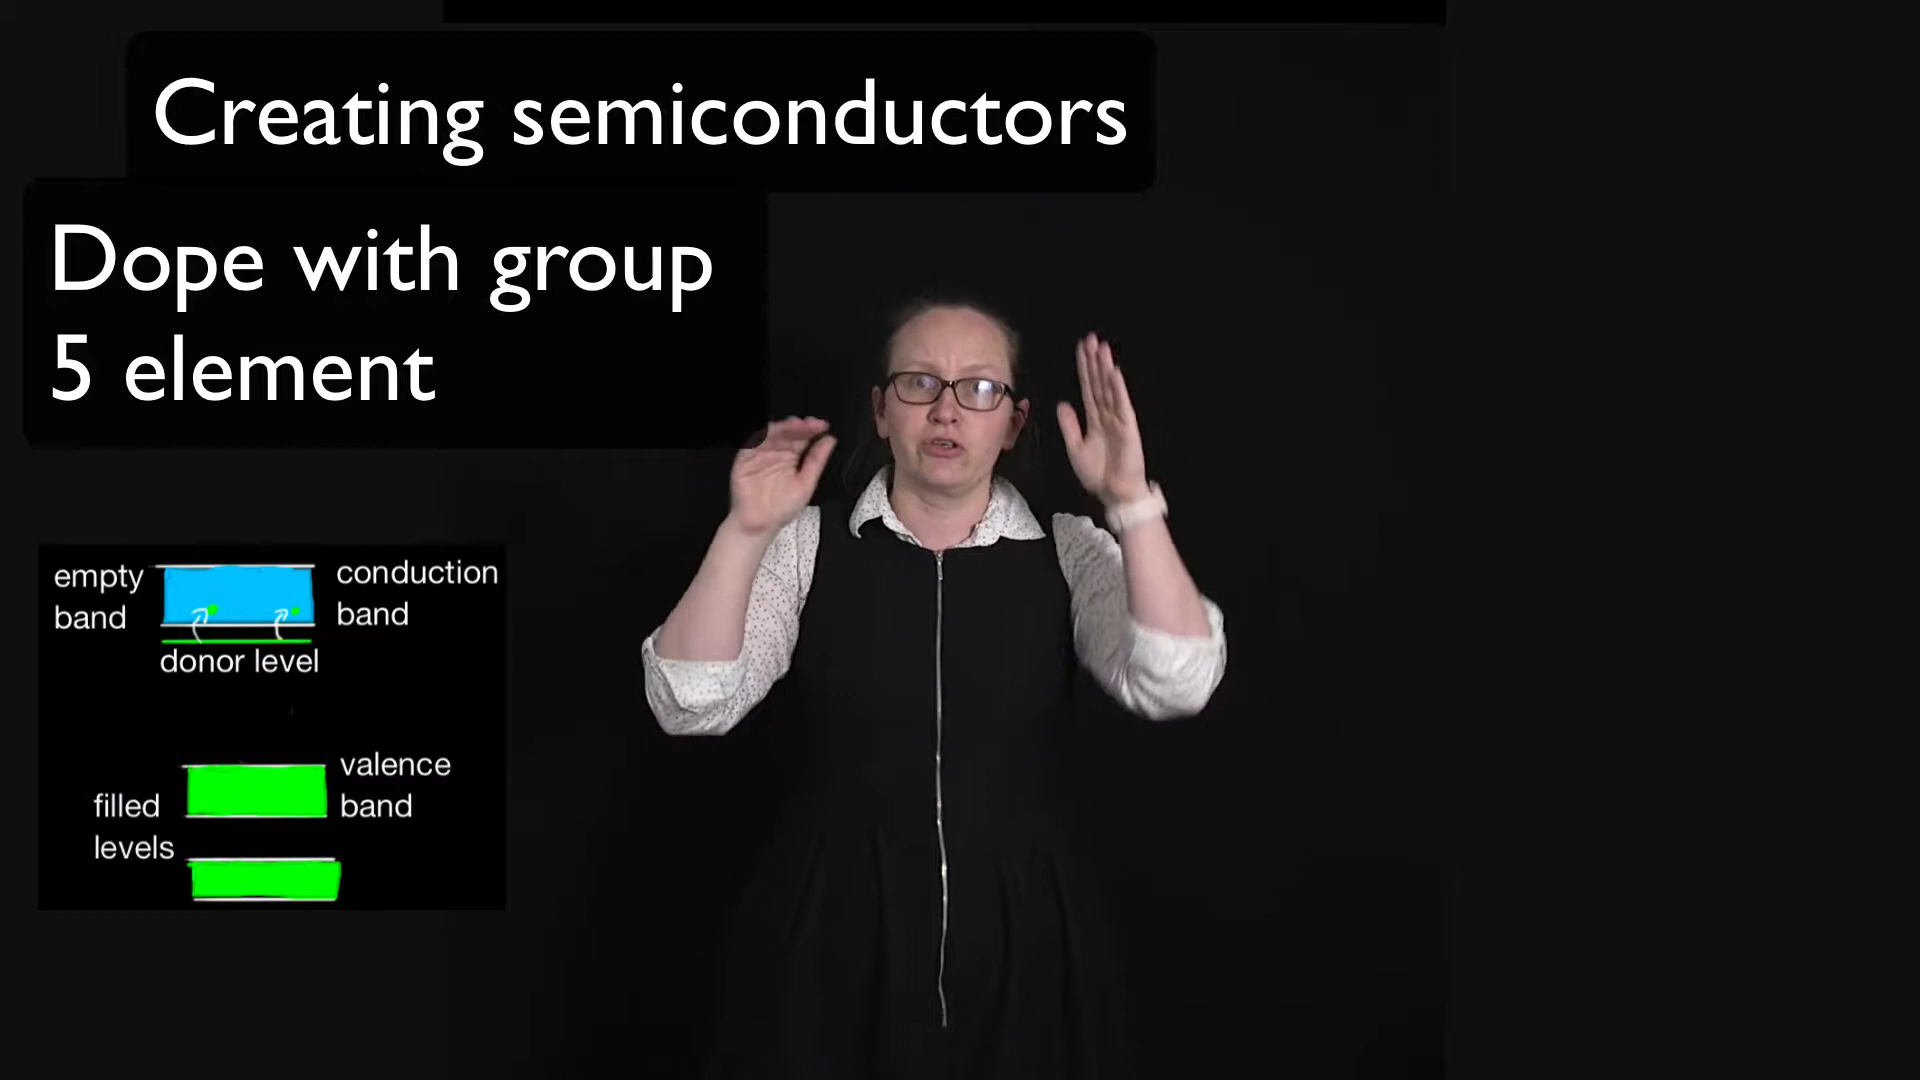 Creating semiconductors
Dope with group
5 element
empty
band
conduction
band
donor level
valence
band
filled
levels